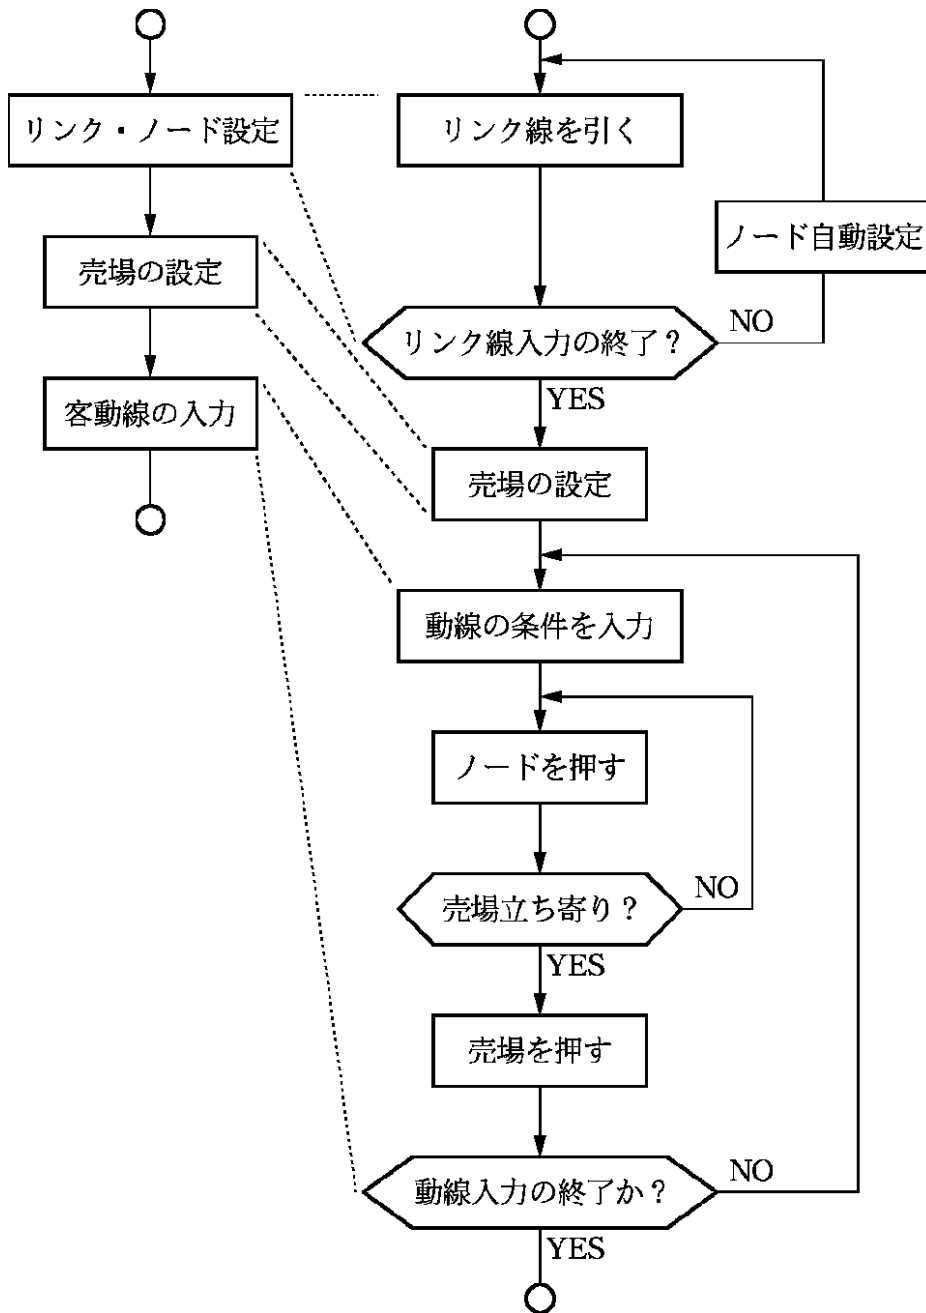 リンク・ノード設定
売場の設定
客動線の入力
リンク線を引く
ノード自動設定
リンク線入力の終了？
NO
YES
売場の設定
動線の条件を入力
ノードを押す
売場立ち寄り？
NO
YES
売場を押す
動線入力の終了か？
NO
YES